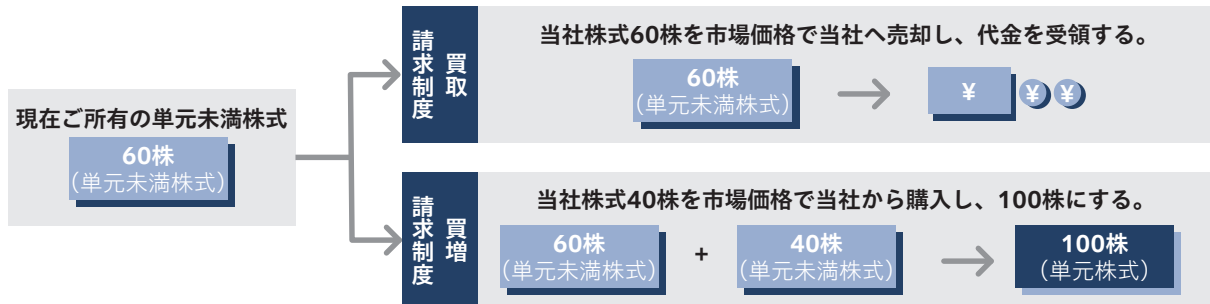 現在ご所有の単元未満株式
60株
(単元未満株式)
買取
請求制度
当社株式60株を市場価格で当社へ売却し、代金を受領する。
60株
(単元未満株式)
¥
¥
¥
買増
請求制度
当社株式40株を市場価格で当社から購入し、100株にする。
60株
(単元未満株式)
+
40株
(単元未満株式)
100株
(単元株式)